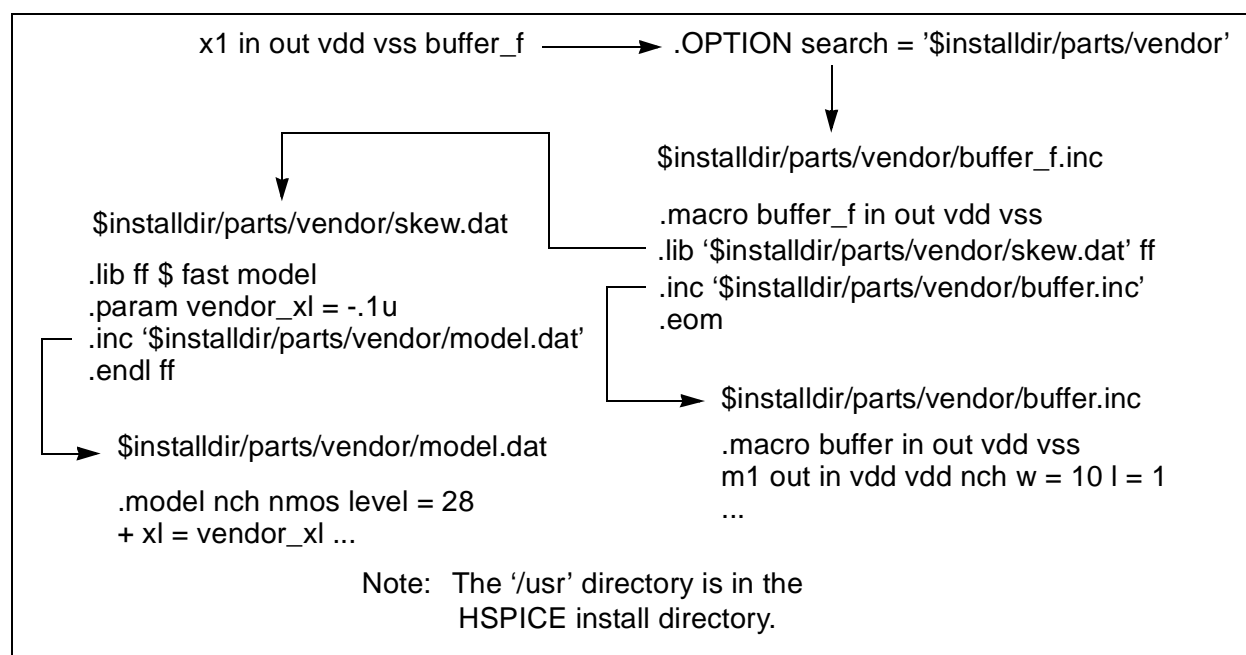 x1 in out vdd vss buffer_f
.OPTION search = ’$installdir/parts/vendor’
$installdir/parts/vendor/buffer_f.inc
.macro buffer_f in out vdd vss
.lib ‘$installdir/parts/vendor/skew.dat’ ff
.inc ‘$installdir/parts/vendor/buffer.inc’
.eom
$installdir/parts/vendor/skew.dat
.lib ff $ fast model
.param vendor_xl = -.1u
.inc ‘$installdir/parts/vendor/model.dat’
.endl ff
$installdir/parts/vendor/buffer.inc
.macro buffer in out vdd vss
m1 out in vdd vdd nch w = 10 l = 1
...
$installdir/parts/vendor/model.dat
.model nch nmos level = 28
+ xl = vendor_xl ...
Note: The ‘/usr’ directory is in the
HSPICE install directory.